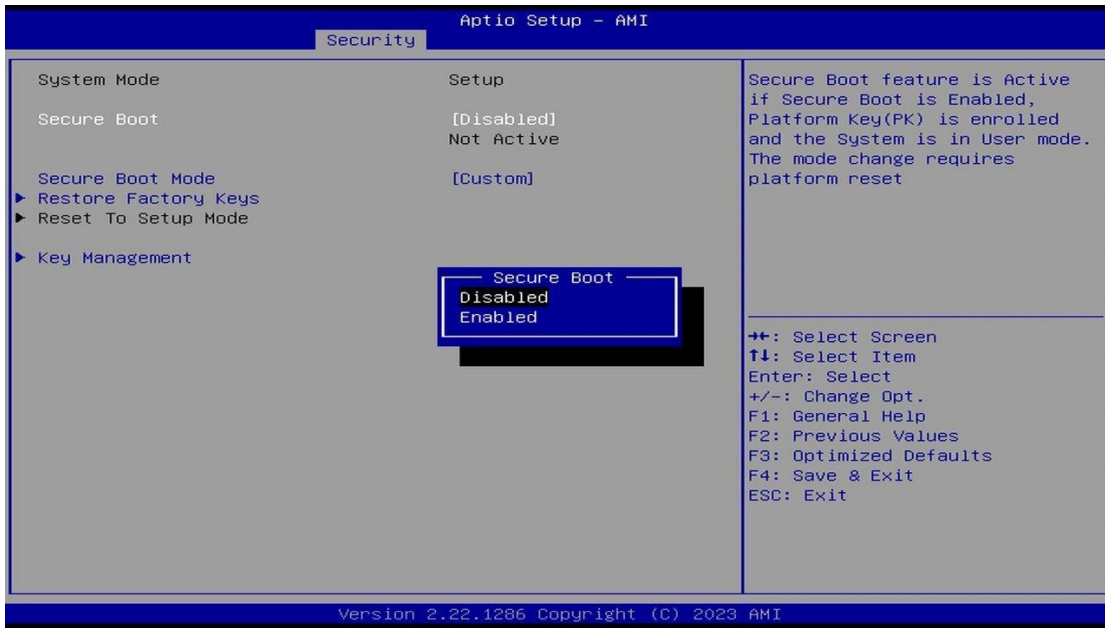 Aptio Setup – AMI
Security
System Mode Setup
Secure Boot [Disabled]
Not Active
Secure Boot Mode [Custom]
► Restore Factory Keys
► Reset To Setup Mode
► Key Management
Secure Boot
Disabled
Enabled
Secure Boot feature is Active
if Secure Boot is Enabled,
Platform Key(PK) is enrolled
and the System is in User mode.
The mode change requires
platform reset
→←: Select Screen
↑↓: Select Item
Enter: Select
+/-: Change Opt.
F1: General Help
F2: Previous Values
F3: Optimized Defaults
F4: Save & Exit
ESC: Exit
Version 2.22.1286 Copyright (C) 2023 AMI